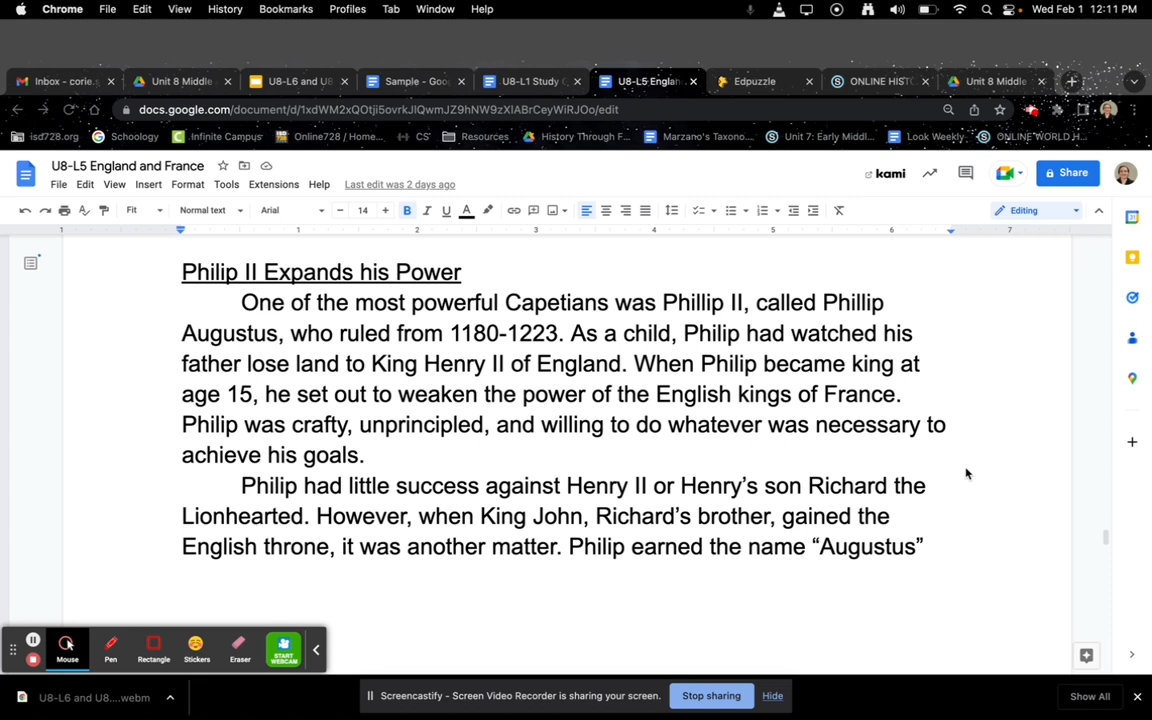 Chrome File Edit View History Bookmarks Profiles Tab Window Help Wed Feb 1 12:11 PM
Inbox - corie.s Unit 8 Middle U8-L6 and U8 Sample - Goo U8-L1 Study C U8-L5 Englan Edpuzzle ONLINE HIST Unit 8 Middle
docs.google.com/document/d/1xdWM2xQOtji5ovrkJlQwmJZ9hNW9zXlABrCeyWiRJOo/edit
isd728.org Schoology Infinite Campus Online728 / Home... CS Resources History Through F... Marzano's Taxono... Unit 7: Early Middl... Look Weekly ONLINE WORLD H...
U8-L5 England and France
kami Share
File Edit View Insert Format Tools Extensions Help Last edit was 2 days ago
Fit Normal text Arial 14 B I U A Editing
1 1 2 3 4 5 6 7
Philip II Expands his Power
One of the most powerful Capetians was Phillip II, called Phillip
Augustus, who ruled from 1180-1223. As a child, Philip had watched his
father lose land to King Henry II of England. When Philip became king at
age 15, he set out to weaken the power of the English kings of France.
Philip was crafty, unprincipled, and willing to do whatever was necessary to
achieve his goals.
Philip had little success against Henry II or Henry's son Richard the
Lionhearted. However, when King John, Richard's brother, gained the
English throne, it was another matter. Philip earned the name “Augustus”
Mouse Pen Rectangle Stickers Eraser START WEBCAM
U8-L6 and U8....webm
Screencastify - Screen Video Recorder is sharing your screen. Stop sharing Hide
Show All